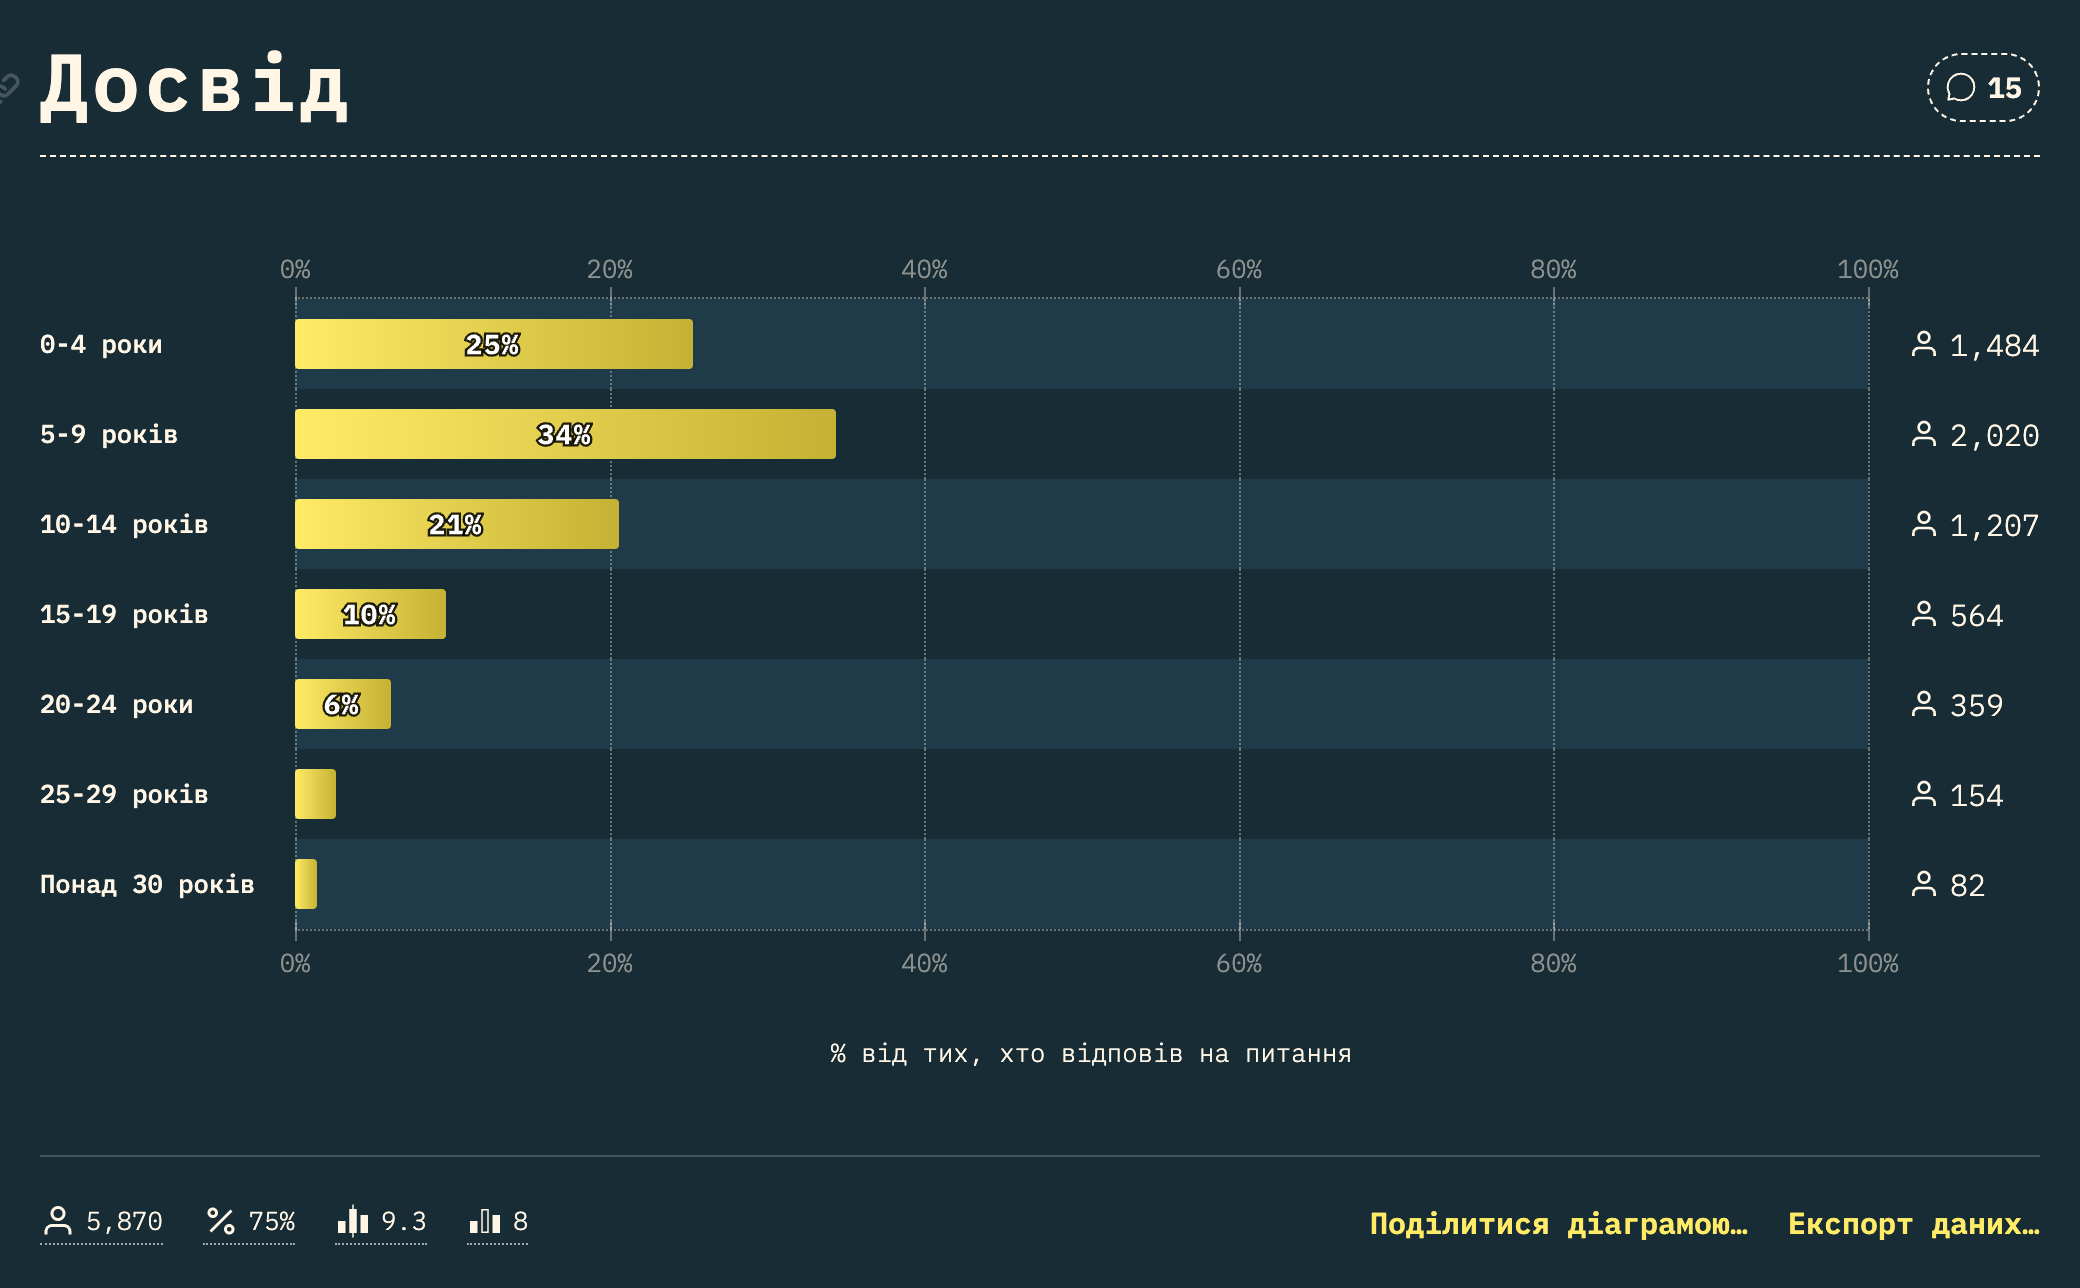 Досвід
15
0% 20% 40% 60% 80% 100%
0-4 роки 25% 1,484
5-9 років 34% 2,020
10-14 років 21% 1,207
15-19 років 10% 564
20-24 роки 6% 359
25-29 років 154
Понад 30 років 82
0% 20% 40% 60% 80% 100%
% від тих, хто відповів на питання
5,870 75% 9.3 8 Поділитися діаграмою… Експорт даних…